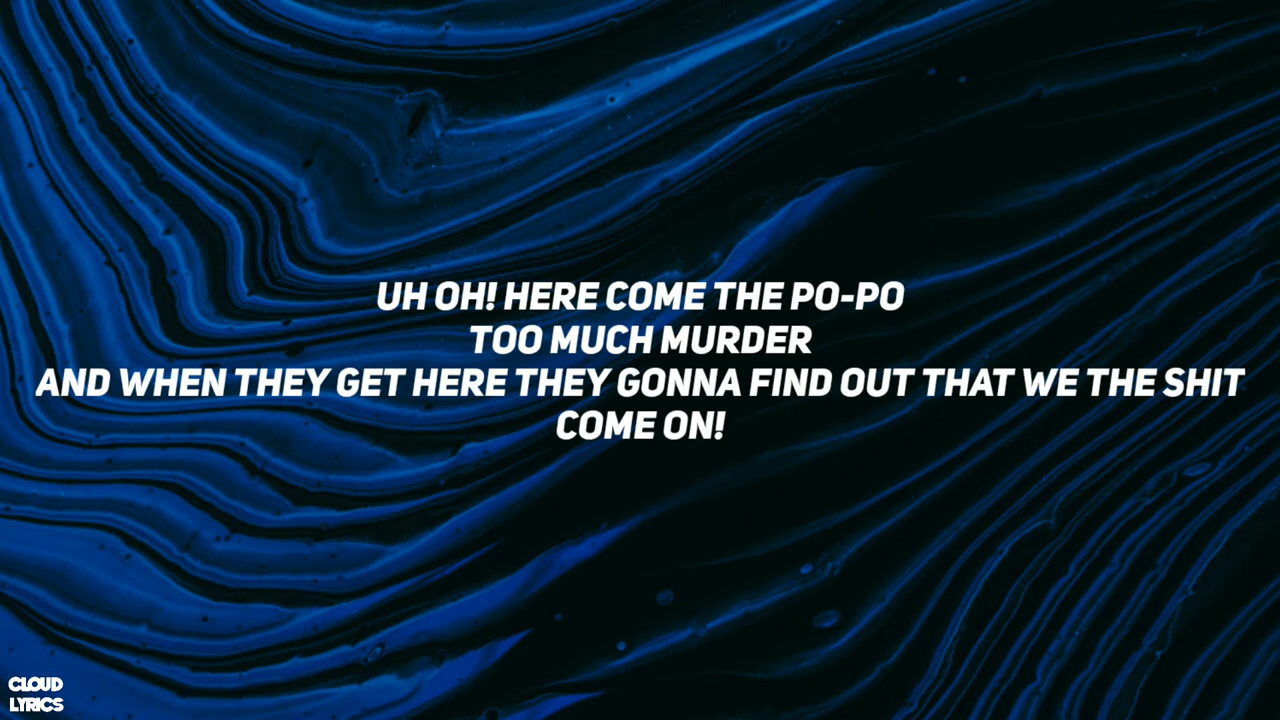 UH OH! HERE COME THE PO-PO
TOO MUCH MURDER
AND WHEN THEY GET HERE THEY GONNA FIND OUT THAT WE THE SHIT
COME ON!
CLOUD
LYRICS